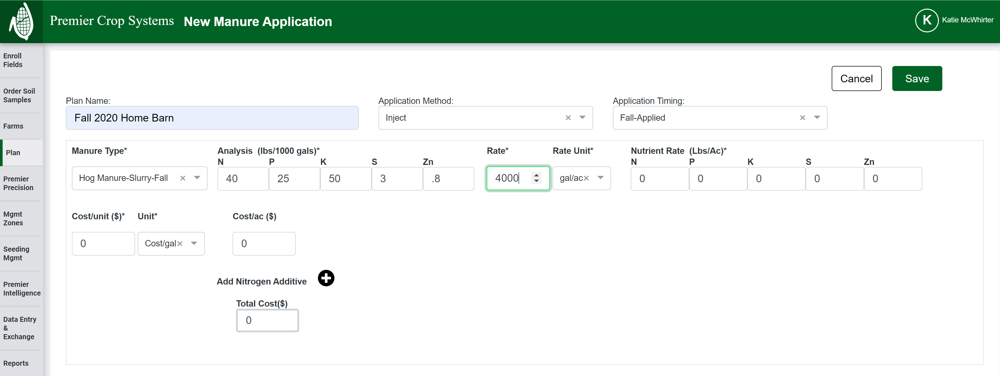 Premier Crop Systems New Manure Application
K Katie McWhirter
Enroll
Fields
Order Soil
Samples
Farms
Plan
Premier
Precision
Mgmt
Zones
Seeding
Mgmt
Premier
Intelligence
Data Entry
&
Exchange
Reports
Cancel Save
Plan Name: Application Method: Application Timing:
Fall 2020 Home Barn Inject × Fall-Applied ×
Manure Type* Analysis (lbs/1000 gals)* Rate* Rate Unit* Nutrient Rate (Lbs/Ac)*
N P K S Zn N P K S Zn
Hog Manure-Slurry-Fall × 40 25 50 3 .8 4000 gal/ac× 0 0 0 0 0
Cost/unit ($)* Unit* Cost/ac ($)
0 Cost/gal× 0
Add Nitrogen Additive
Total Cost($)
0